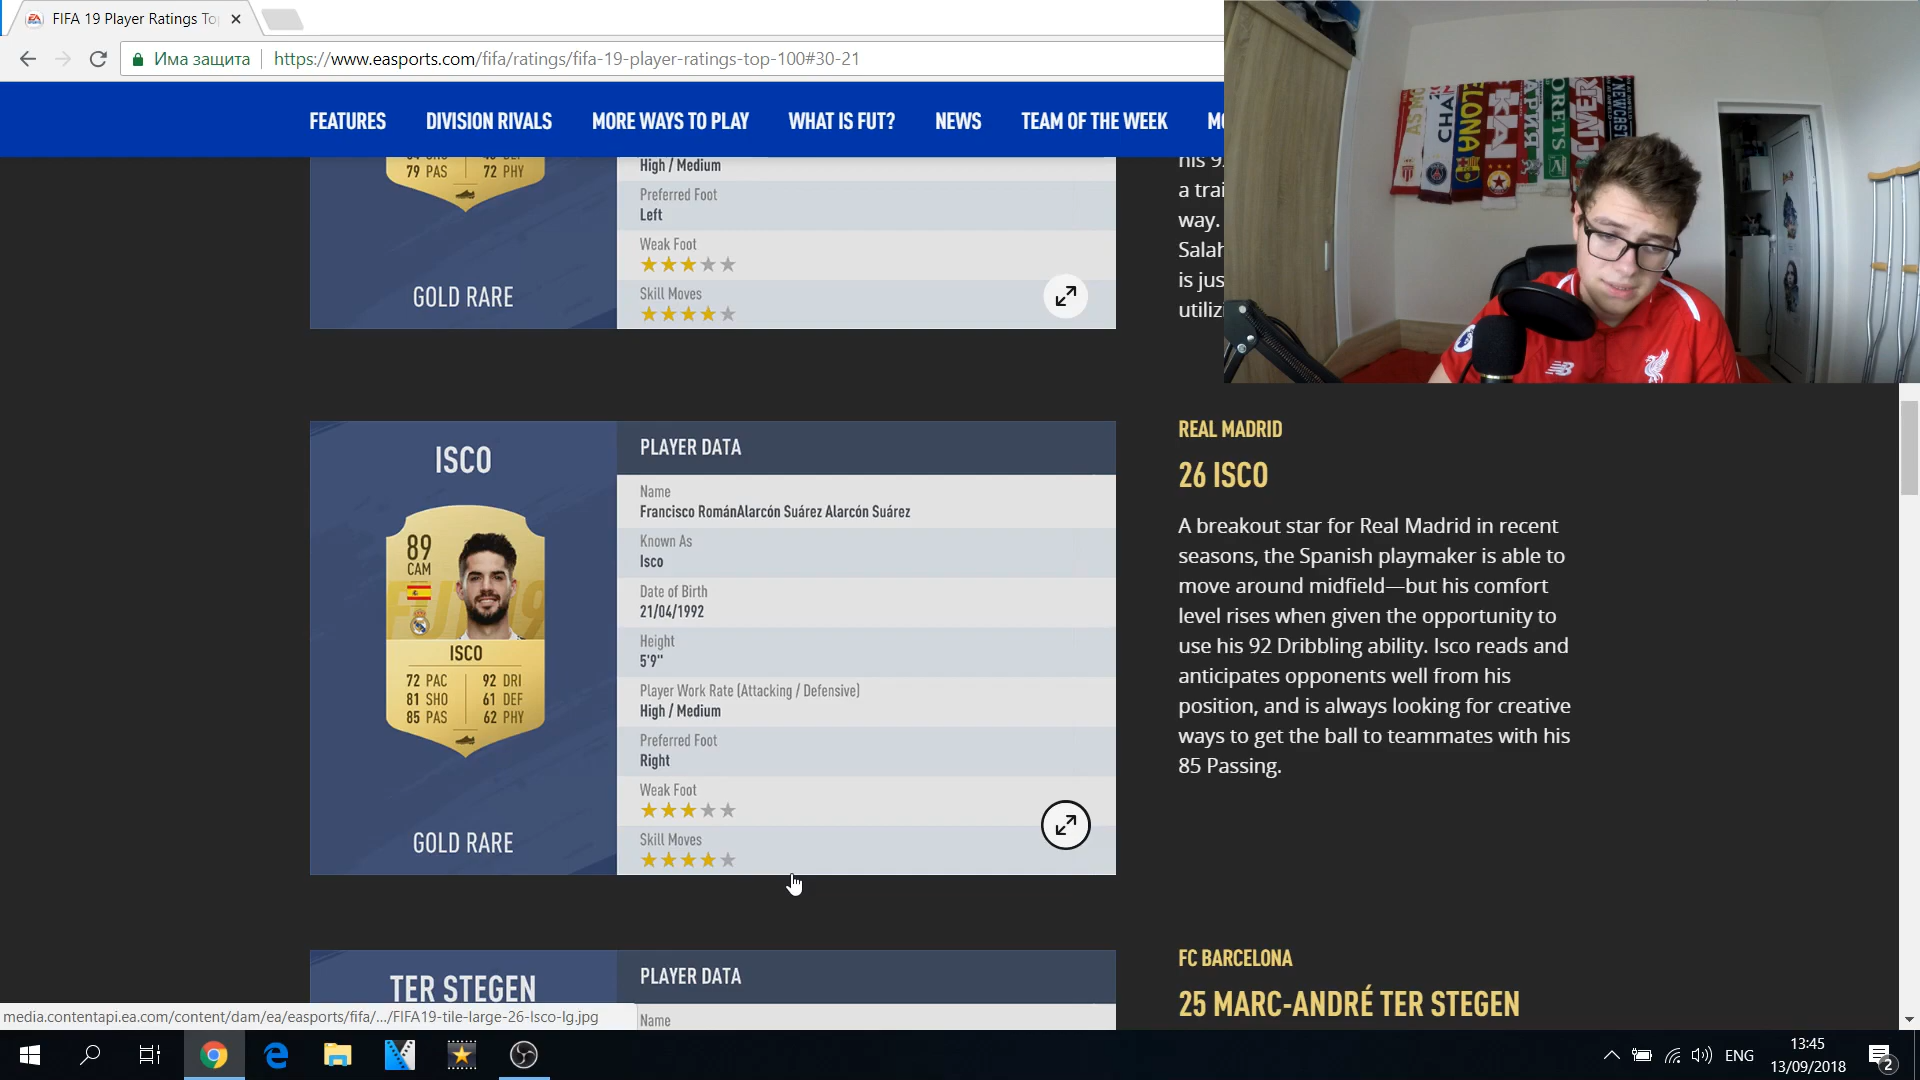 FIFA 19 Player Ratings To
Има защита
https://www.easports.com/fifa/ratings/fifa-19-player-ratings-top-100#30-21
FEATURES
DIVISION RIVALS
MORE WAYS TO PLAY
WHAT IS FUT?
NEWS
TEAM OF THE WEEK
79 PAS
72 PHY
GOLD RARE
High / Medium
Preferred Foot
Left
Weak Foot
Skill Moves
his 9
a trai
way.
Salah
is jus
utiliz
ISCO
89
CAM
ISCO
72 PAC
92 DRI
81 SHO
61 DEF
85 PAS
62 PHY
GOLD RARE
PLAYER DATA
Name
Francisco RománAlarcón Suárez Alarcón Suárez
Known As
Isco
Date of Birth
21/04/1992
Height
5'9"
Player Work Rate (Attacking / Defensive)
High / Medium
Preferred Foot
Right
Weak Foot
Skill Moves
REAL MADRID
26 ISCO
A breakout star for Real Madrid in recent
seasons, the Spanish playmaker is able to
move around midfield—but his comfort
level rises when given the opportunity to
use his 92 Dribbling ability. Isco reads and
anticipates opponents well from his
position, and is always looking for creative
ways to get the ball to teammates with his
85 Passing.
TER STEGEN
PLAYER DATA
Name
FC BARCELONA
25 MARC-ANDRÉ TER STEGEN
media.contentapi.ea.com/content/dam/ea/easports/fifa/.../FIFA19-tile-large-26-Isco-lg.jpg
ENG
13:45
13/09/2018
2